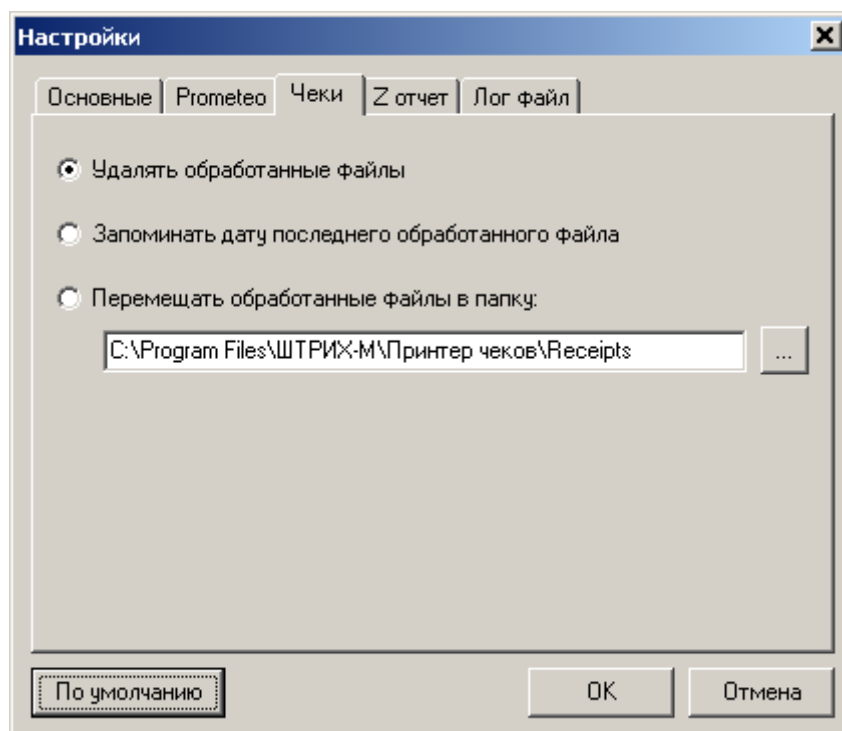 Настройки
Основные Prometeo Чеки Z отчет Лог файл
Удалять обработанные файлы
Запоминать дату последнего обработанного файла
Перемещать обработанные файлы в папку:
C:\Program Files\ШТРИХ-М\Принтер чеков\Receipts ...
По умолчанию OK Отмена